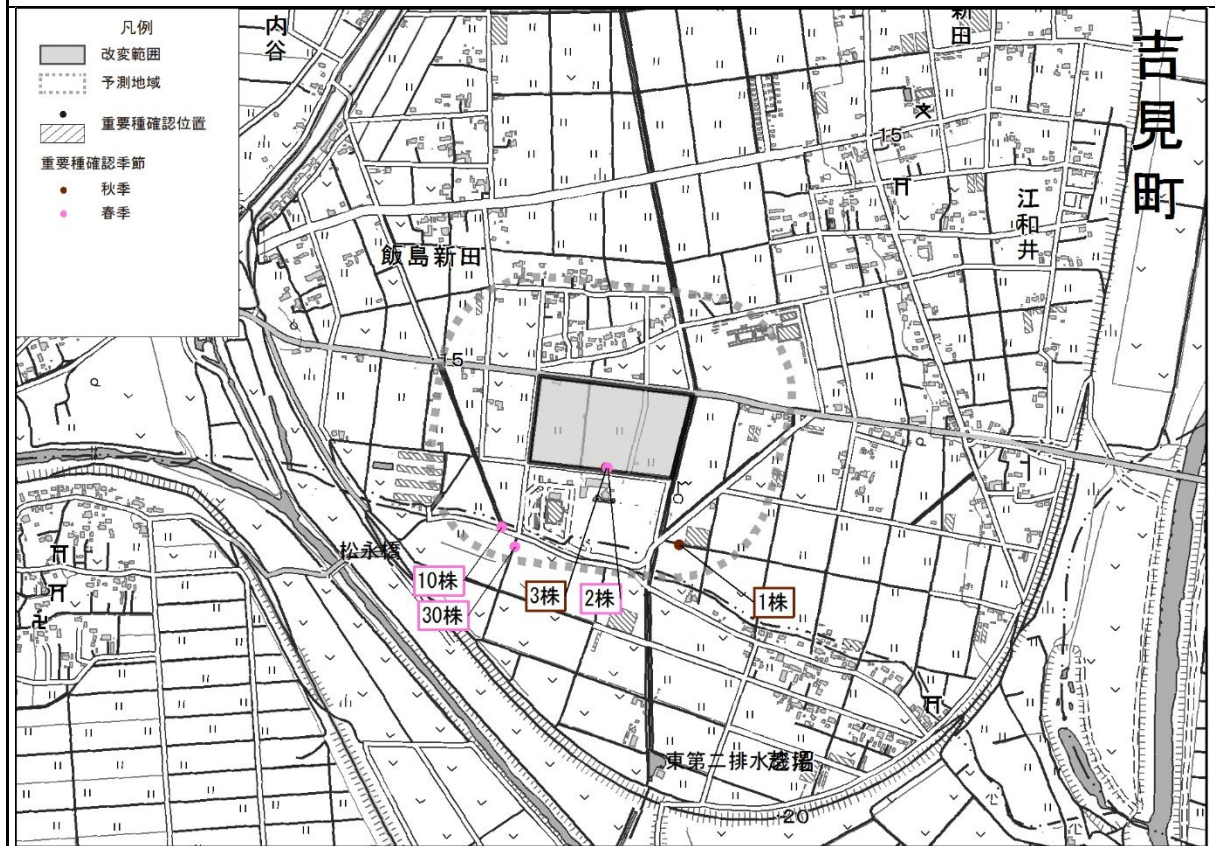 凡例
改変範囲
予測地域
重要種確認位置
重要種確認季節
秋季
春季
内谷
新田
吉見町
15
江和井
飯島新田
15
松永橋
10株
30株
3株
2株
1株
東第二排水機場
20